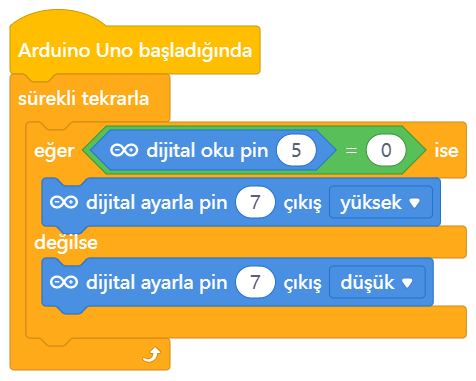 Arduino Uno başladığında
sürekli tekrarla
eğer dijital oku pin 5 = 0 ise
dijital ayarla pin 7 çıkış yüksek
değilse
dijital ayarla pin 7 çıkış düşük